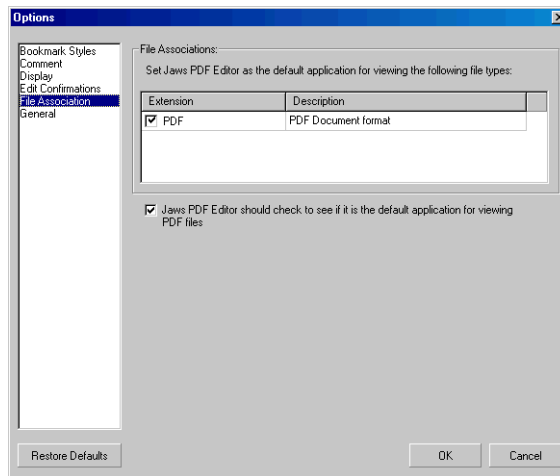 Options
Bookmark Styles
Comment
Display
Edit Confirmations
File Association
General
File Associations:
Set Jaws PDF Editor as the default application for viewing the following file types:
Extension Description
PDF PDF Document format
Jaws PDF Editor should check to see if it is the default application for viewing
PDF files
Restore Defaults OK Cancel